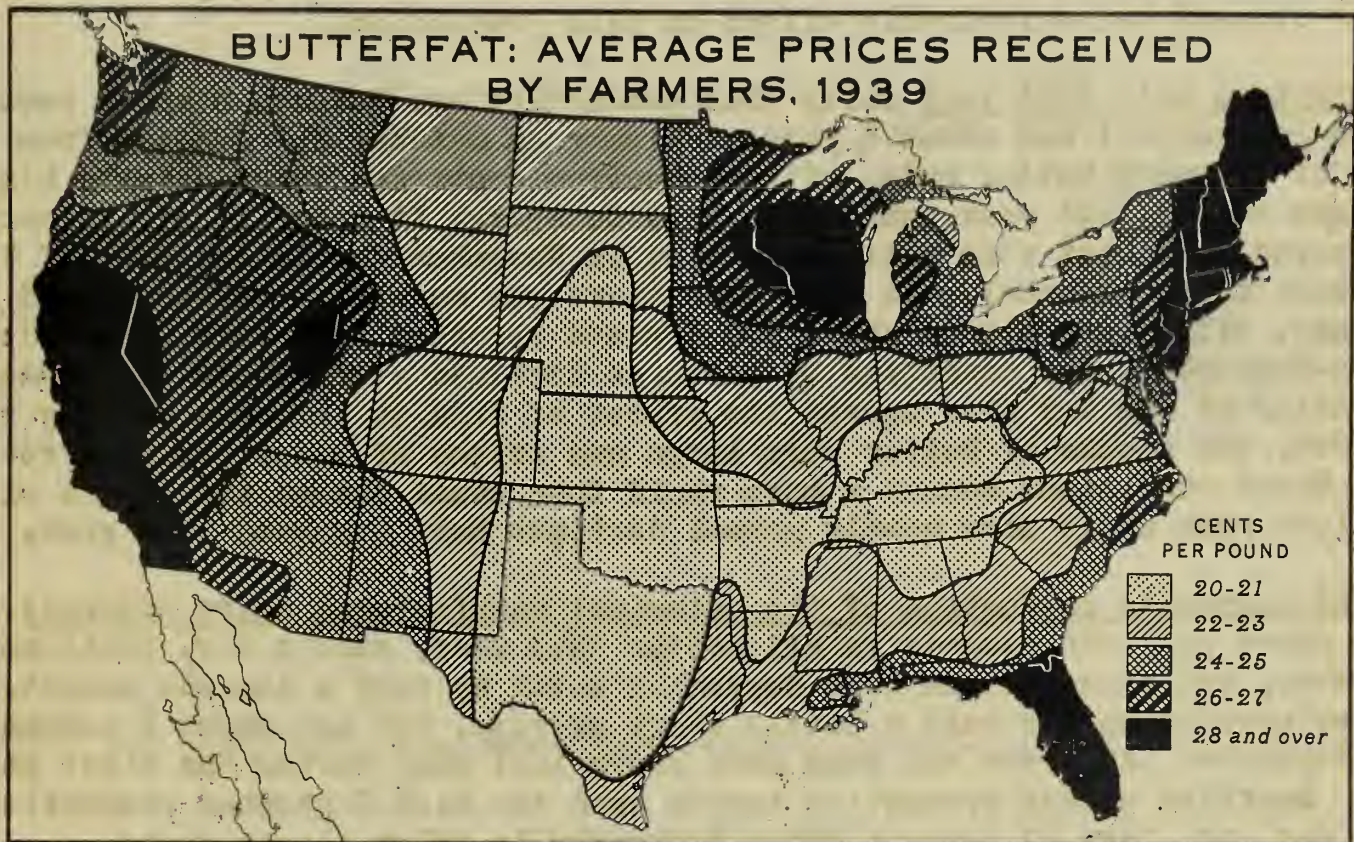 BUTTERFAT: AVERAGE PRICES RECEIVED
BY FARMERS, 1939
CENTS
PER POUND
20-21
22-23
24-25
26-27
28 and over